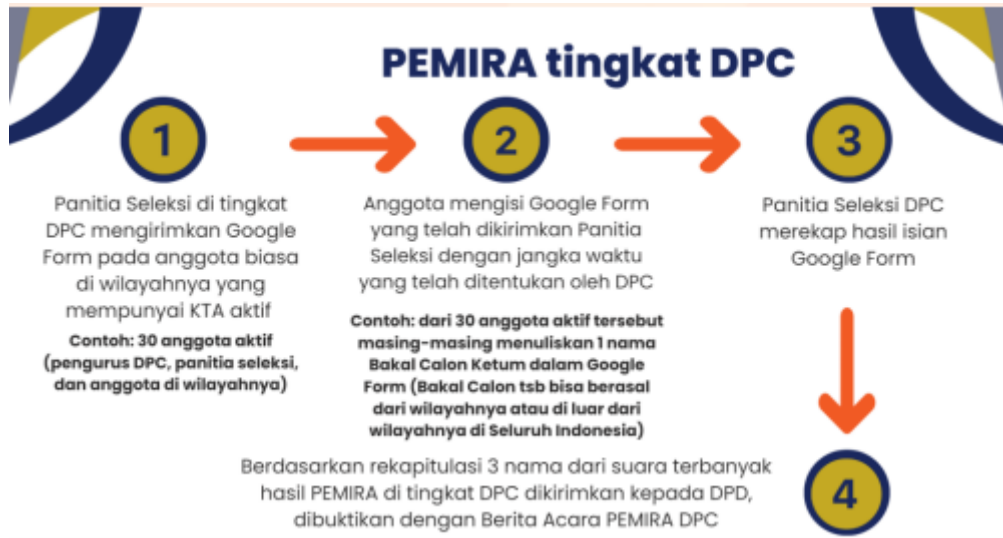 PEMIRA tingkat DPC
1
Panitia Seleksi di tingkat
DPC mengirimkan Google
Form pada anggota biasa
di wilayahnya yang
mempunyai KTA aktif
Contoh: 30 anggota aktif
(pengurus DPC, panitia seleksi,
dan anggota di wilayahnya)
2
Anggota mengisi Google Form
yang telah dikirimkan Panitia
Seleksi dengan jangka waktu
yang telah ditentukan oleh DPC
Contoh: dari 30 anggota aktif tersebut
masing-masing menuliskan 1 nama
Bakal Calon Ketum dalam Google
Form (Bakal Calon tsb bisa berasal
dari wilayahnya atau di luar dari
wilayahnya di Seluruh Indonesia)
3
Panitia Seleksi DPC
merekap hasil isian
Google Form
4
Berdasarkan rekapitulasi 3 nama dari suara terbanyak
hasil PEMIRA di tingkat DPC dikirimkan kepada DPD,
dibuktikan dengan Berita Acara PEMIRA DPC